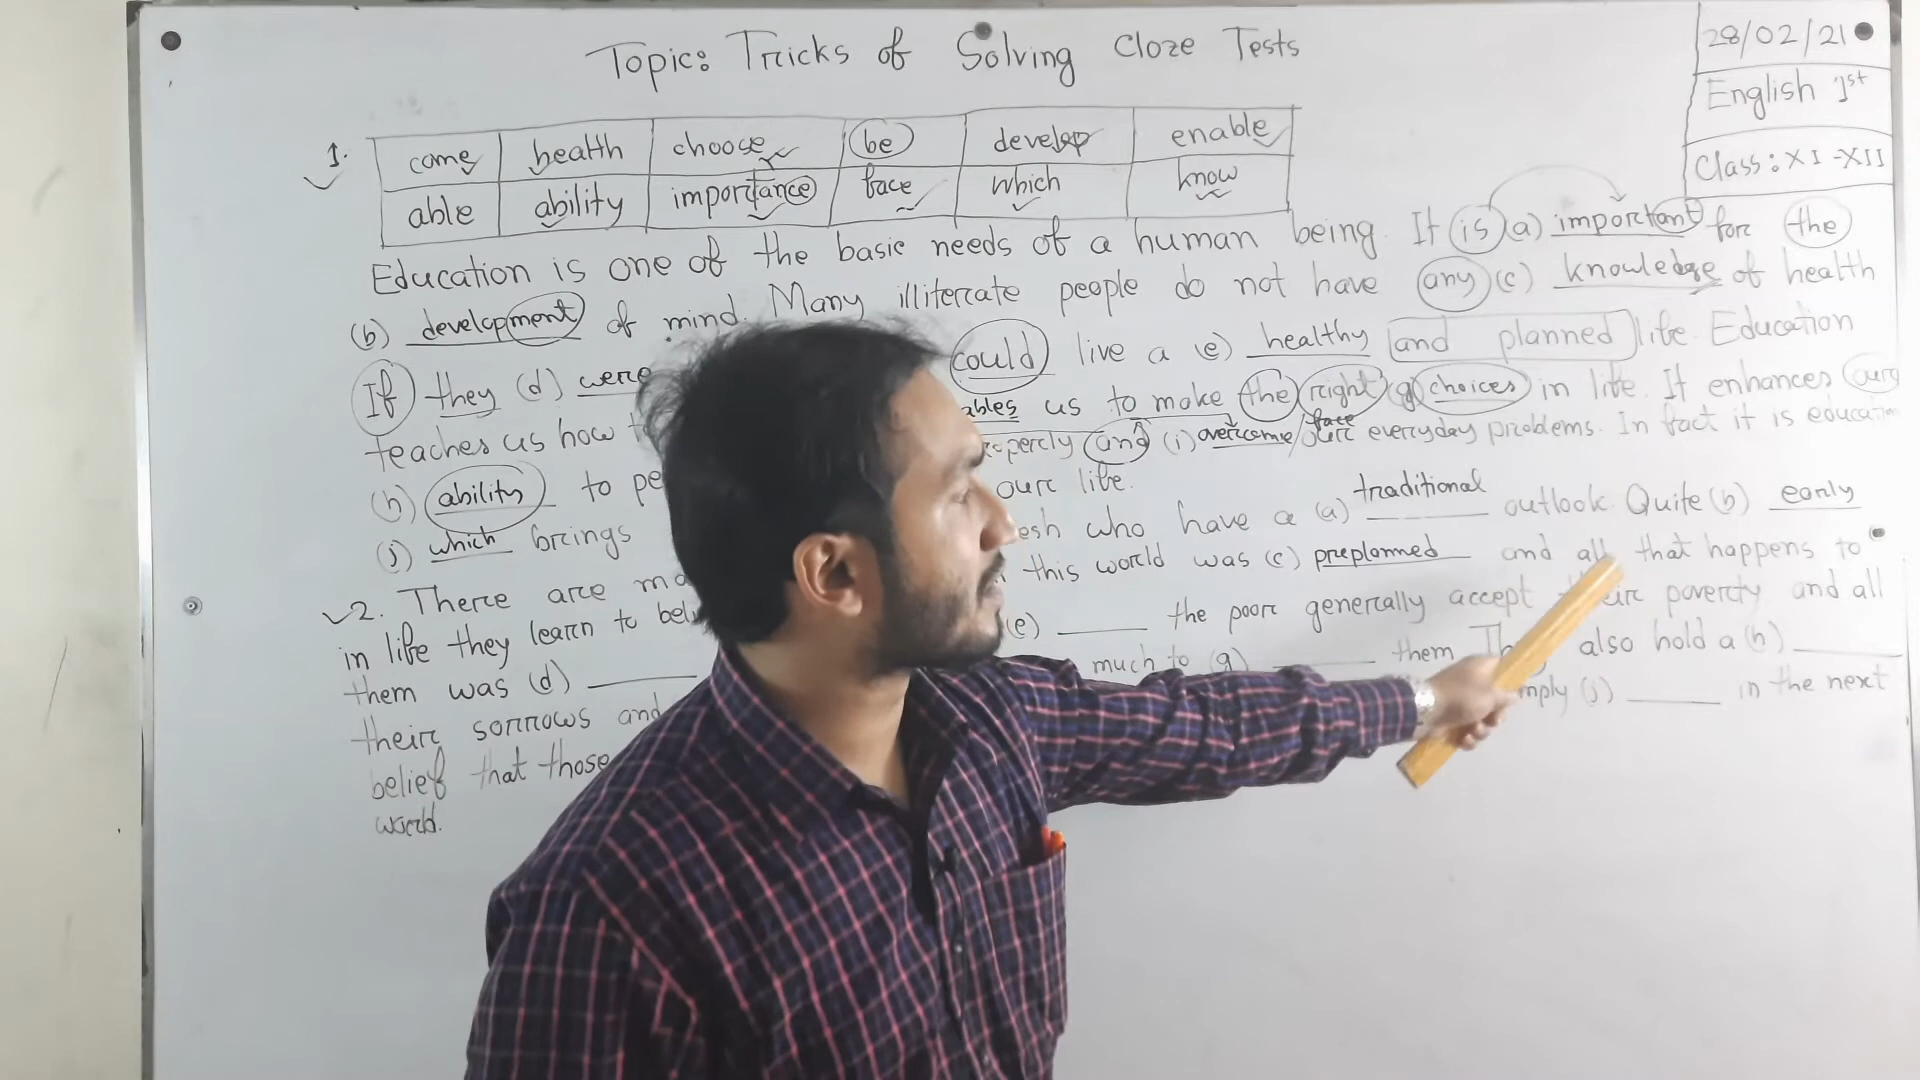 Topic: Tricks of Solving Cloze Tests
28/02/21
English 1st
Class: XI-XII
1.
come health choose be develop enable
able ability importance face which know
Education is one of the basic needs of a human being. It is (a) important for the
(b) development of mind. Many illiterate people do not have any (c) knowledge of health
If they (d) were could live a (e) healthy and planned life. Education
teaches us how ables us to make the right (g) choices in life. It enhances our
(h) ability to pe and (i) overcome/face our everyday problems. In fact it is education
(j) which brings our life.
2. There are ma esh who have a (a) traditional outlook. Quite (b) early
in life they learn to bel this world was (c) preplanned and all that happens to
them was (d) ____ (e) ____ the poor generally accept their poverty and all
their sorrows and much to (g) ____ them. They also hold a (h) ____
belief that those mply (j) ____ in the next
world.